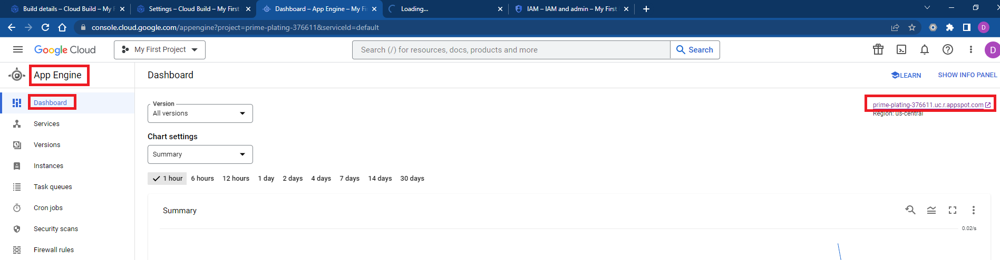 Build details – Cloud Build – My F
Settings – Cloud Build – My First
Dashboard – App Engine – My Fi
Loading...
IAM – IAM and admin – My First
console.cloud.google.com/appengine?project=prime-plating-376611&serviceId=default
D
Google Cloud
My First Project
Search (/) for resources, docs, products and more
Search
D
App Engine
Dashboard
LEARN
SHOW INFO PANEL
Dashboard
Services
Versions
Instances
Task queues
Cron jobs
Security scans
Firewall rules
Version
All versions
prime-plating-376611.uc.r.appspot.com
Region: us-central
Chart settings
Summary
1 hour 6 hours 12 hours 1 day 2 days 4 days 7 days 14 days 30 days
Summary
0.02/s